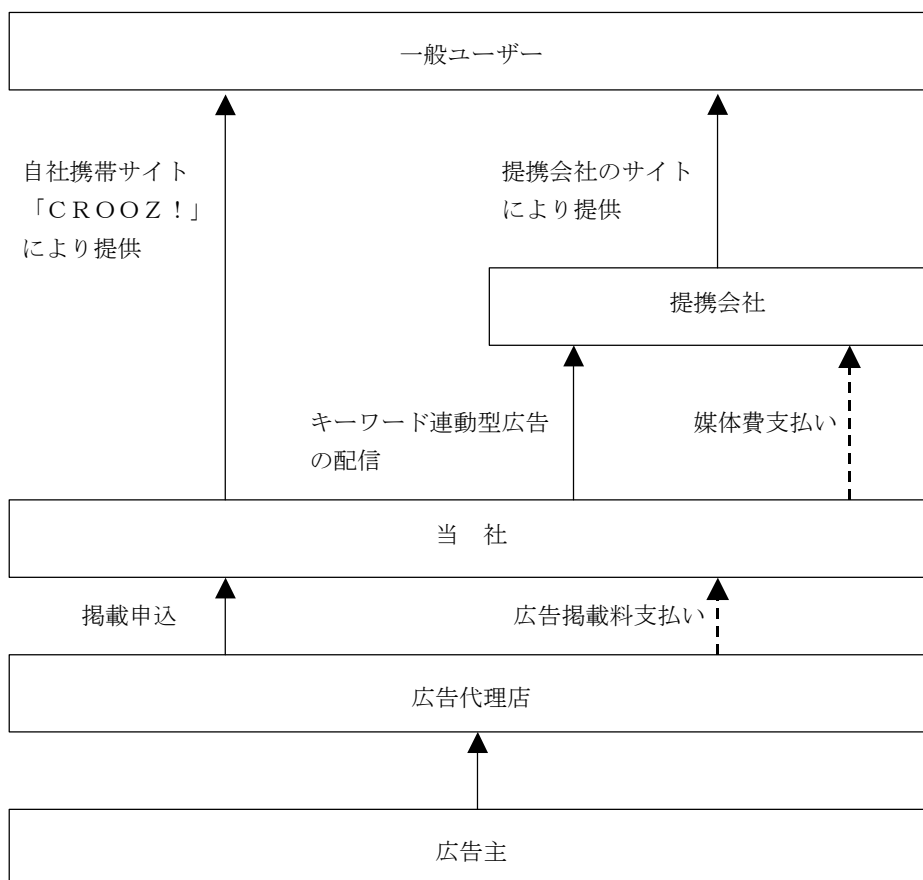 一般ユーザー
自社携帯サイト
「ＣＲＯＯＺ！」
により提供
提携会社のサイト
により提供
提携会社
キーワード連動型広告
の配信
媒体費支払い
当　社
掲載申込
広告掲載料支払い
広告代理店
広告主